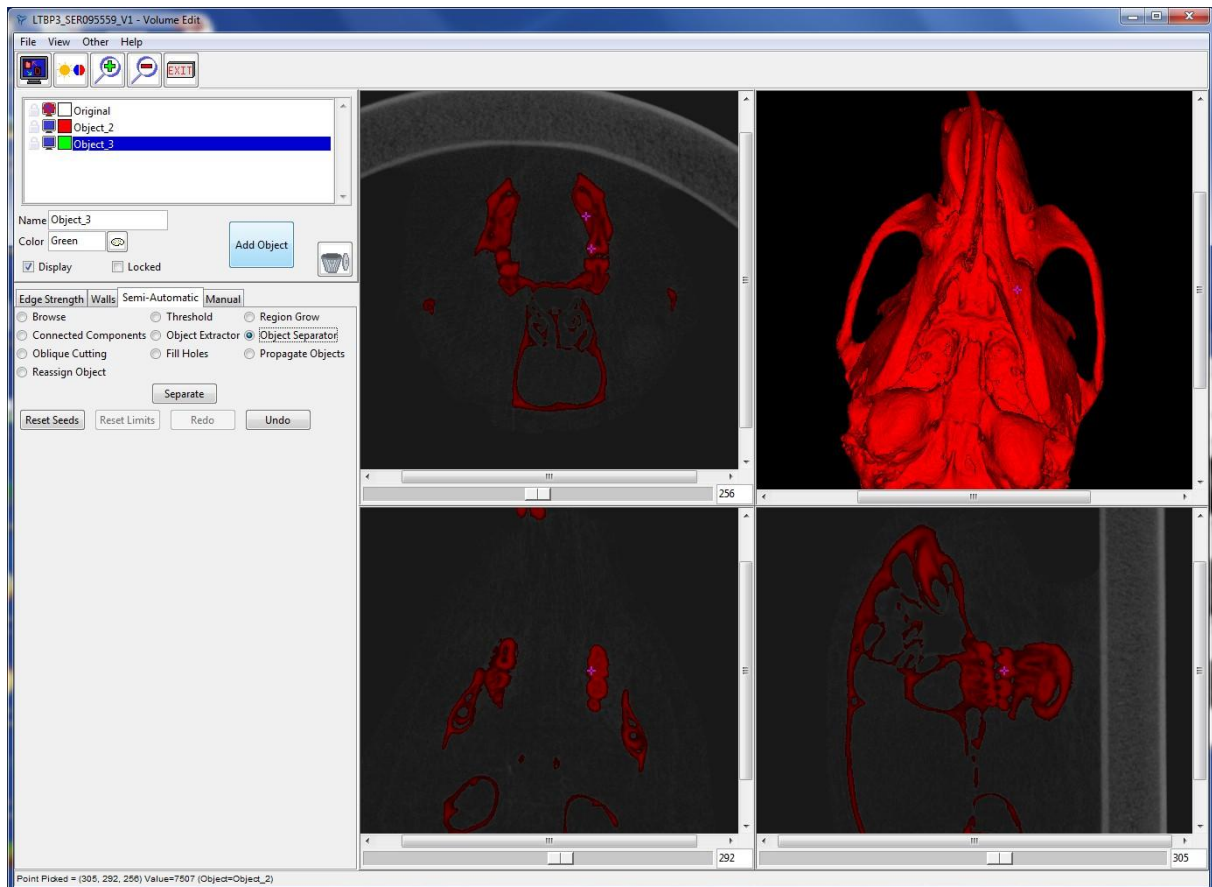 LTBP3_SER095559_V1 - Volume Edit
File View Other Help
EXIT
Original
Object_2
Object_3
Name Object_3
Color Green
Add Object
Display Locked
Edge Strength Walls Semi-Automatic Manual
Browse Threshold Region Grow
Connected Components Object Extractor Object Separator
Oblique Cutting Fill Holes Propagate Objects
Reassign Object
Separate
Reset Seeds Reset Limits Redo Undo
256
292
305
Point Picked = (305, 292, 256) Value=7507 (Object=Object_2)